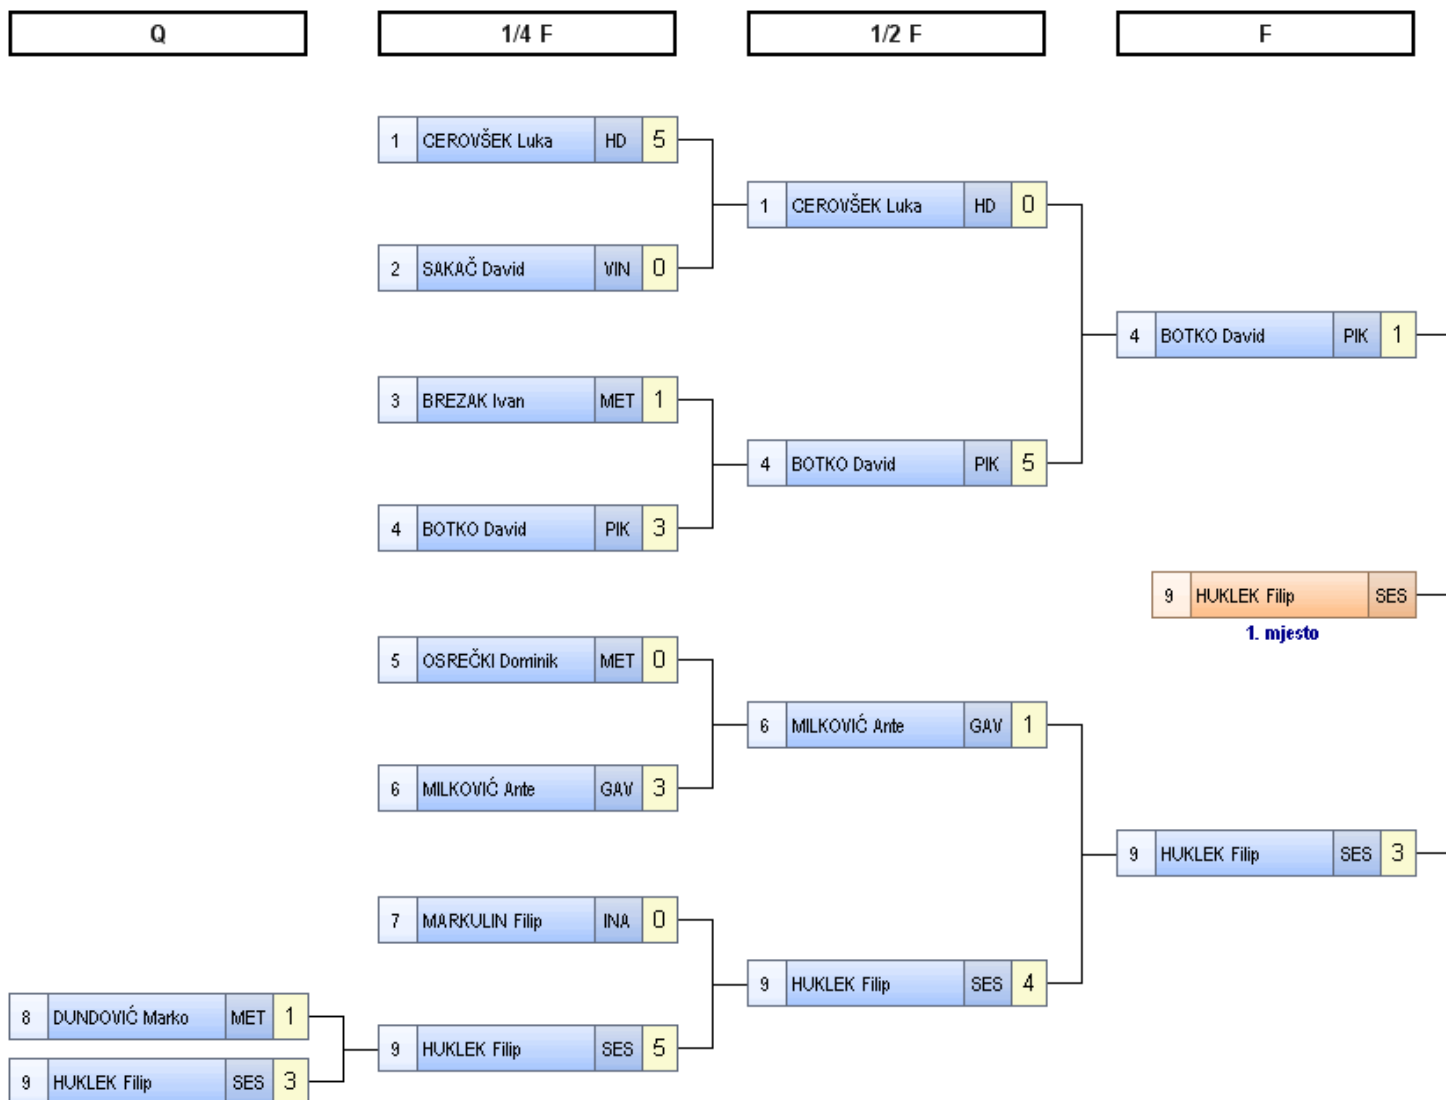 Q 1/4 F 1/2 F F
1 CEROVŠEK Luka HD 5
1 CEROVŠEK Luka HD 0
2 SAKAČ David VIN 0
4 BOTKO David PIK 1
3 BREZAK Ivan MET 1
4 BOTKO David PIK 5
4 BOTKO David PIK 3
9 HUKLEK Filip SES
1. mjesto
5 OSREČKI Dominik MET 0
6 MILKOVIĆ Ante GAV 1
6 MILKOVIĆ Ante GAV 3
9 HUKLEK Filip SES 3
7 MARKULIN Filip INA 0
9 HUKLEK Filip SES 4
8 DUNDOVIĆ Marko MET 1
9 HUKLEK Filip SES 5
9 HUKLEK Filip SES 3